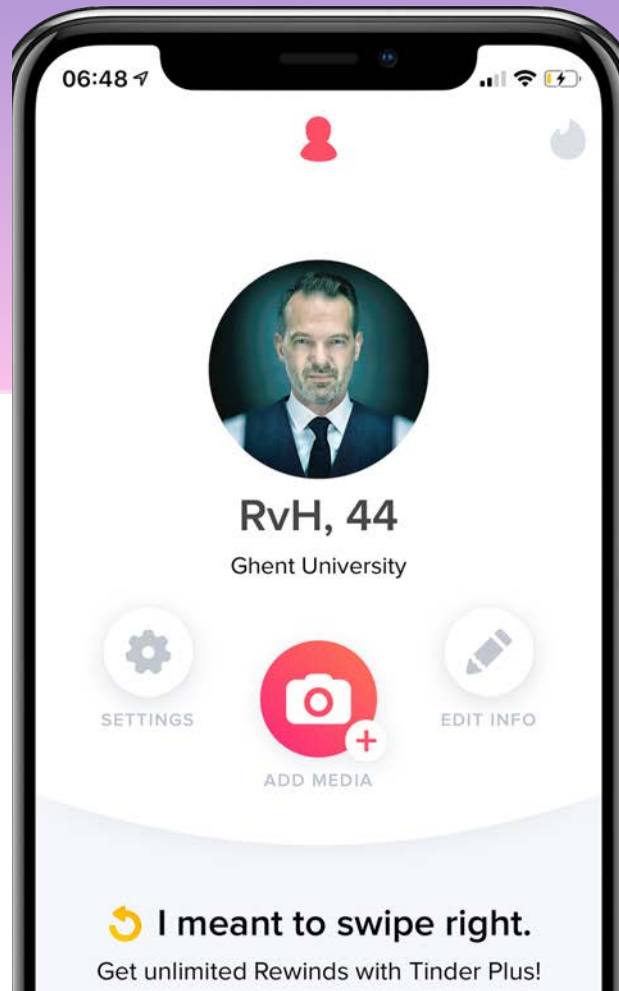 06:48
RvH, 44
Ghent University
SETTINGS
ADD MEDIA
EDIT INFO
I meant to swipe right.
Get unlimited Rewinds with Tinder Plus!